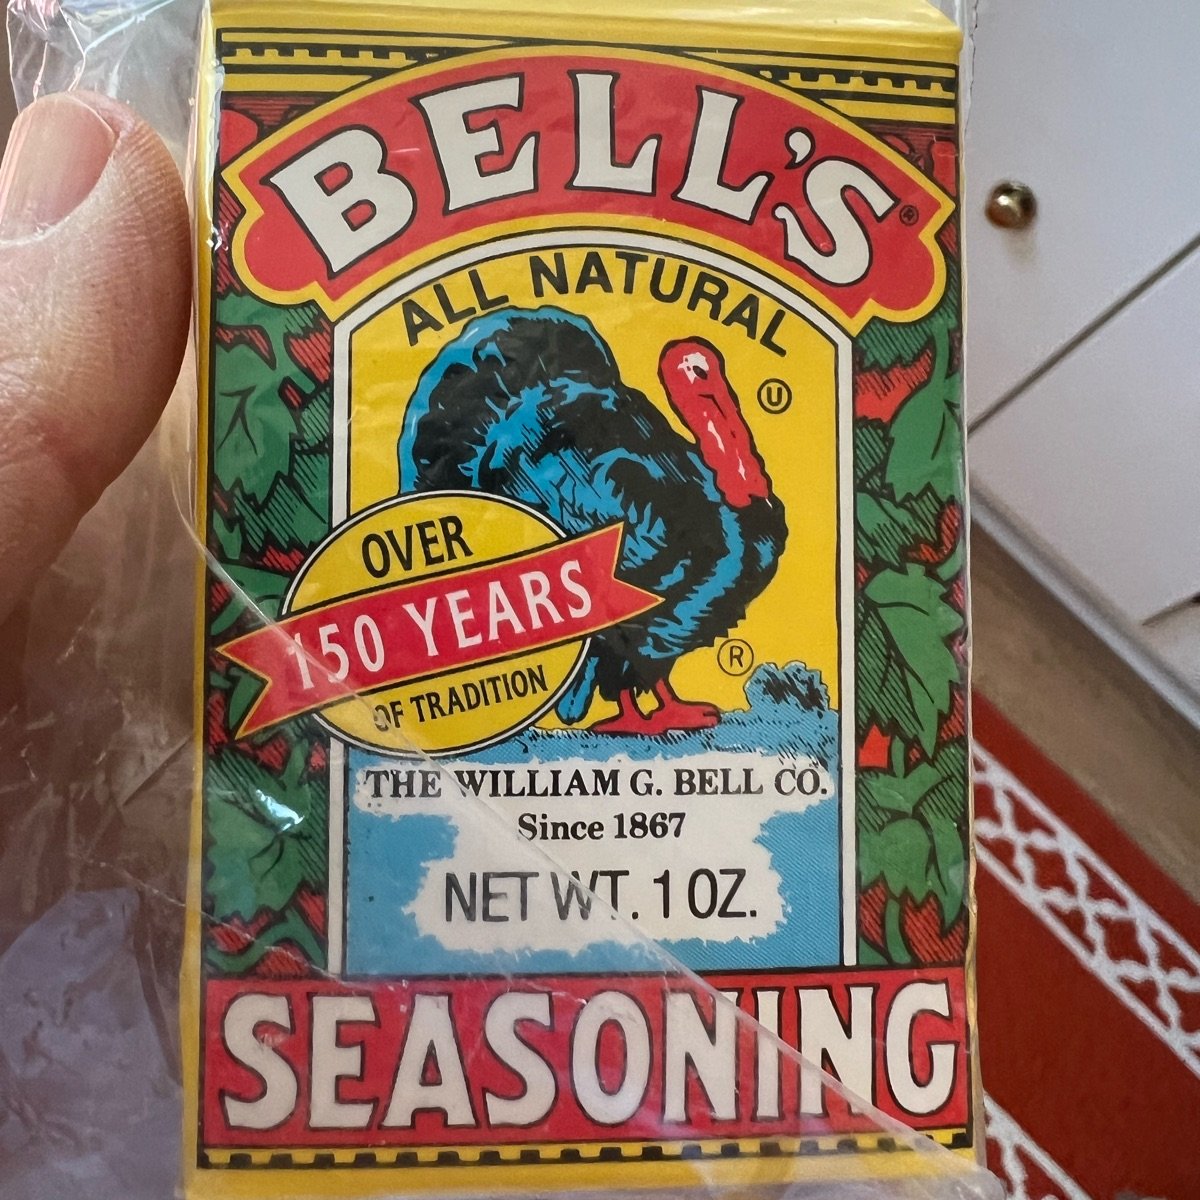 BELL'S®
ALL NATURAL
Ⓤ
OVER
150 YEARS
OF TRADITION
®
THE WILLIAM G. BELL CO.
Since 1867
NET WT. 1 OZ.
SEASONING